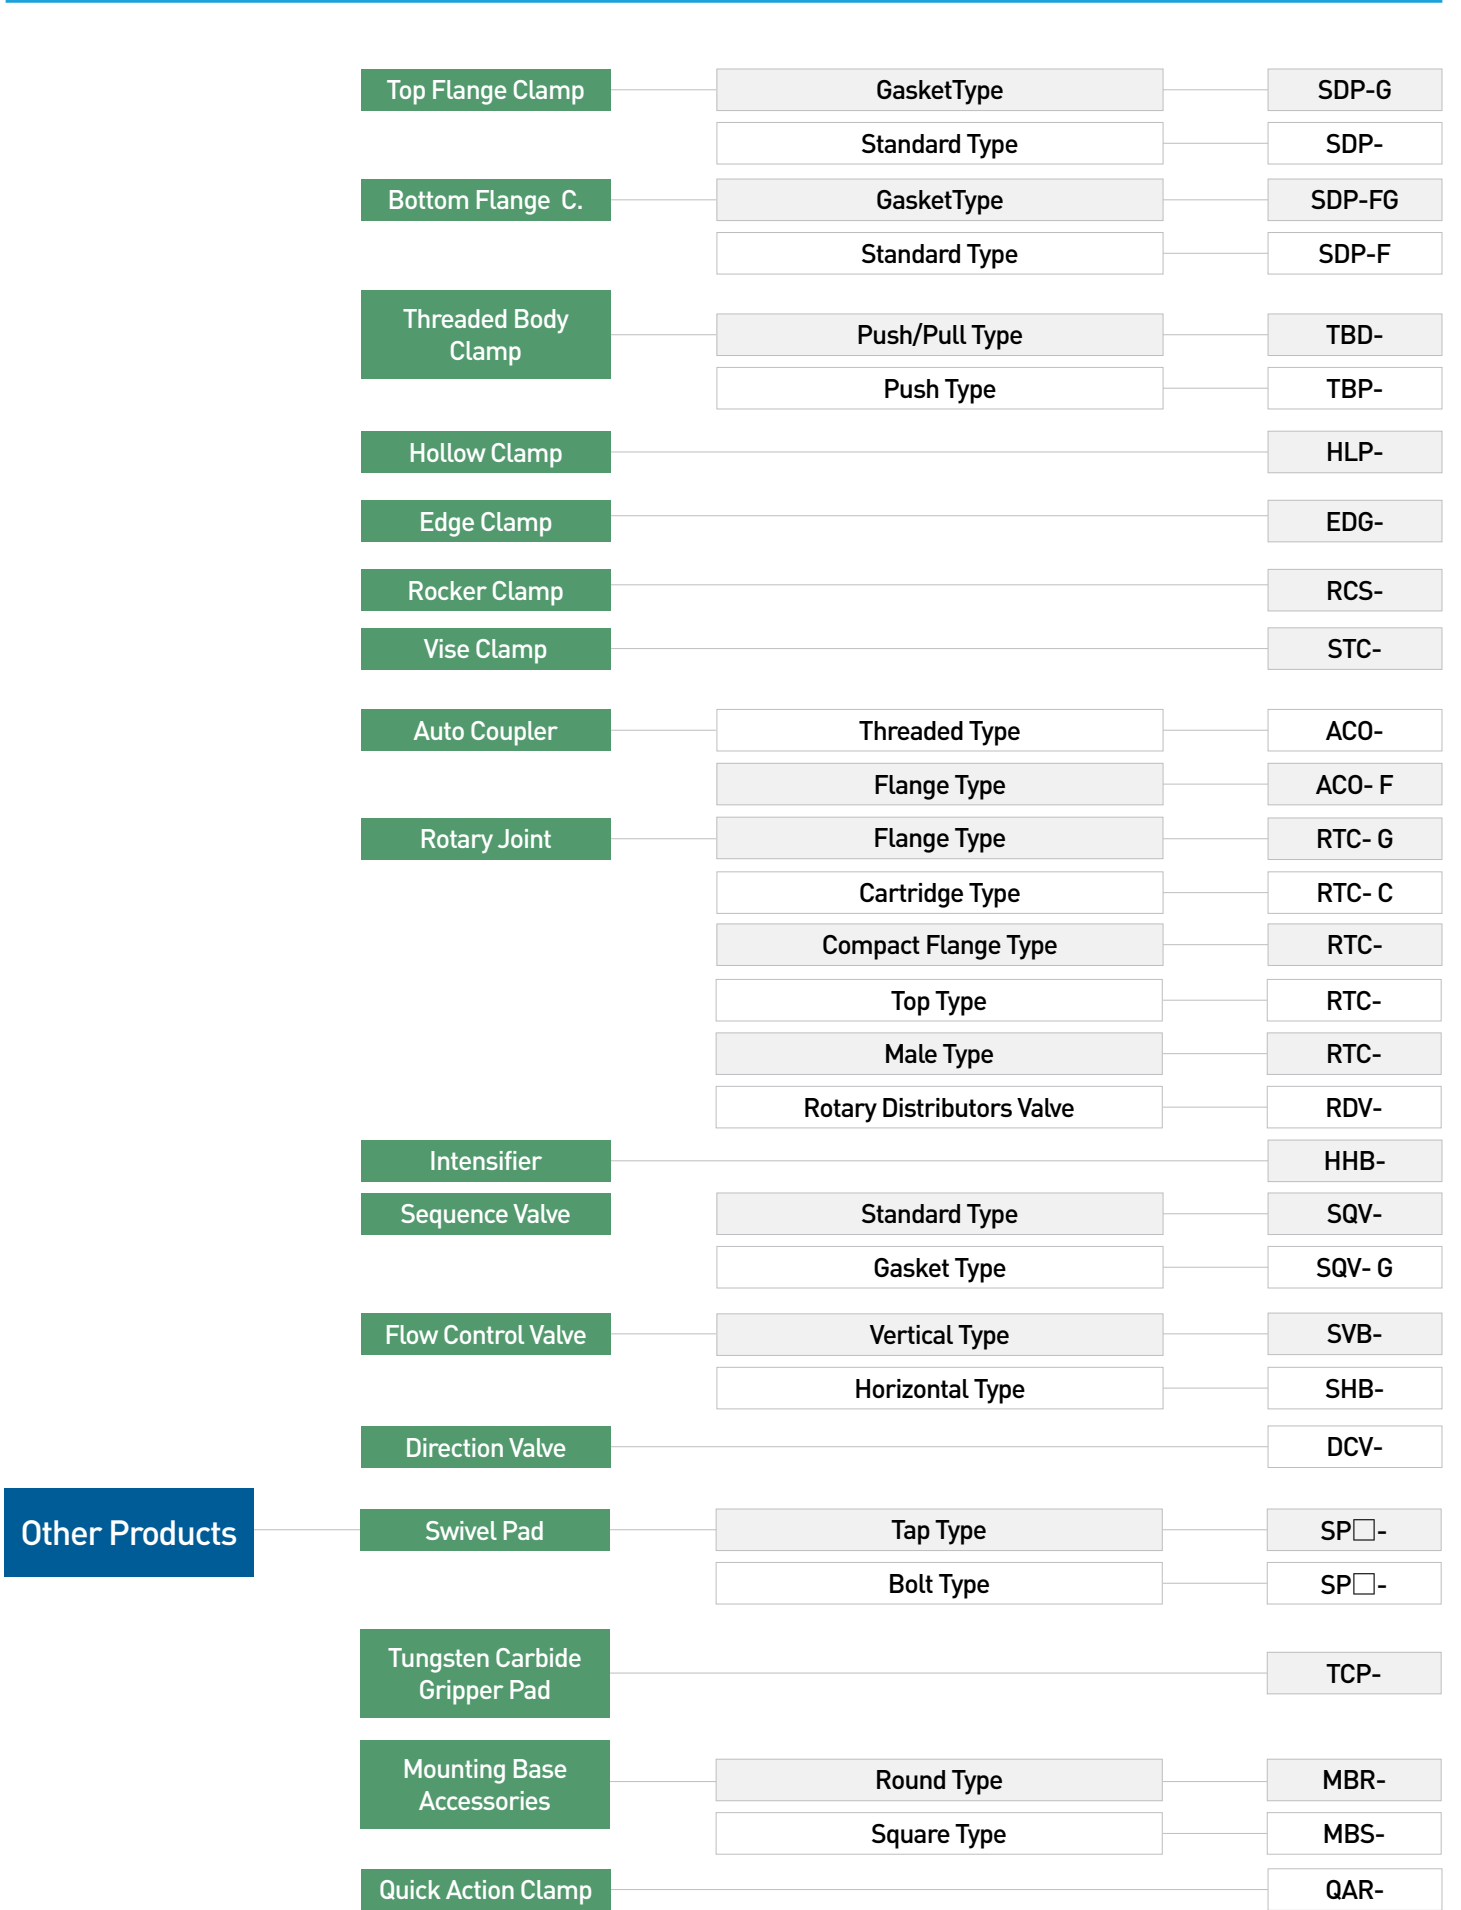 Top Flange Clamp GasketType SDP-G
Standard Type SDP-
Bottom Flange C. GasketType SDP-FG
Standard Type SDP-F
Threaded Body
Clamp
Push/Pull Type TBD-
Push Type TBP-
Hollow Clamp HLP-
Edge Clamp EDG-
Rocker Clamp RCS-
Vise Clamp STC-
Auto Coupler Threaded Type ACO-
Flange Type ACO- F
Rotary Joint Flange Type RTC- G
Cartridge Type RTC- C
Compact Flange Type RTC-
Top Type RTC-
Male Type RTC-
Rotary Distributors Valve RDV-
Intensifier HHB-
Sequence Valve Standard Type SQV-
Gasket Type SQV- G
Flow Control Valve Vertical Type SVB-
Horizontal Type SHB-
Direction Valve DCV-
Other Products
Swivel Pad Tap Type SP□-
Bolt Type SP□-
Tungsten Carbide
Gripper Pad
TCP-
Mounting Base
Accessories
Round Type MBR-
Square Type MBS-
Quick Action Clamp QAR-